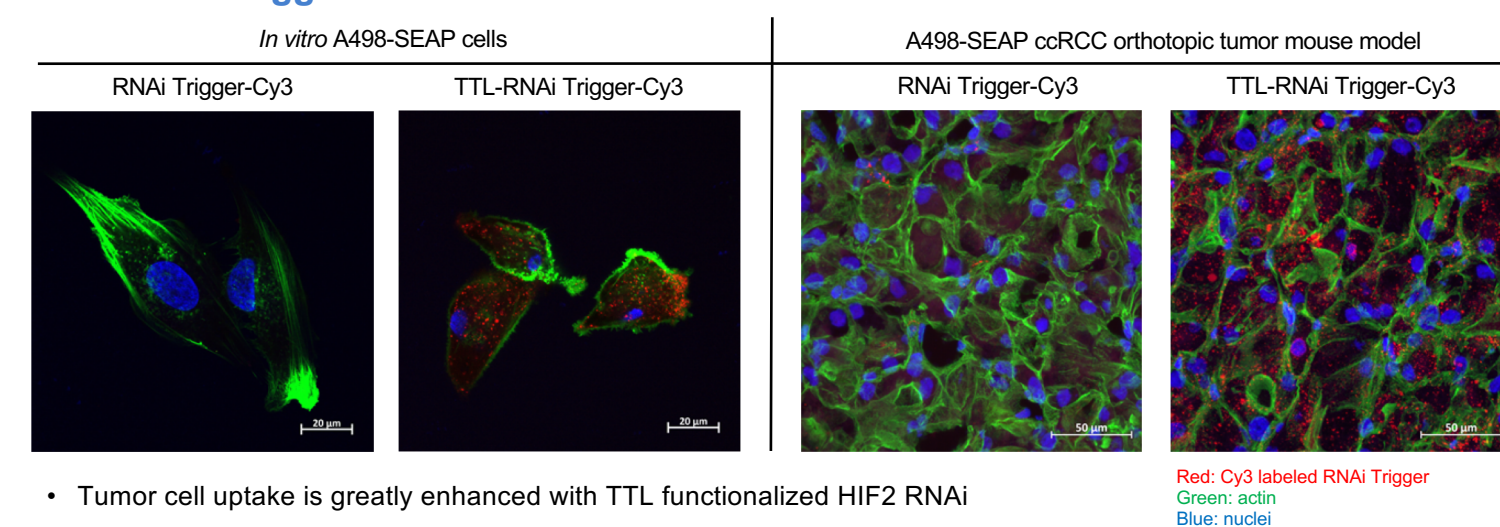 In vitro A498-SEAP cells
A498-SEAP ccRCC orthotopic tumor mouse model
RNAi Trigger-Cy3
TTL-RNAi Trigger-Cy3
RNAi Trigger-Cy3
TTL-RNAi Trigger-Cy3
20 µm
20 µm
50 µm
50 µm
• Tumor cell uptake is greatly enhanced with TTL functionalized HIF2 RNAi
Red: Cy3 labeled RNAi Trigger
Green: actin
Blue: nuclei